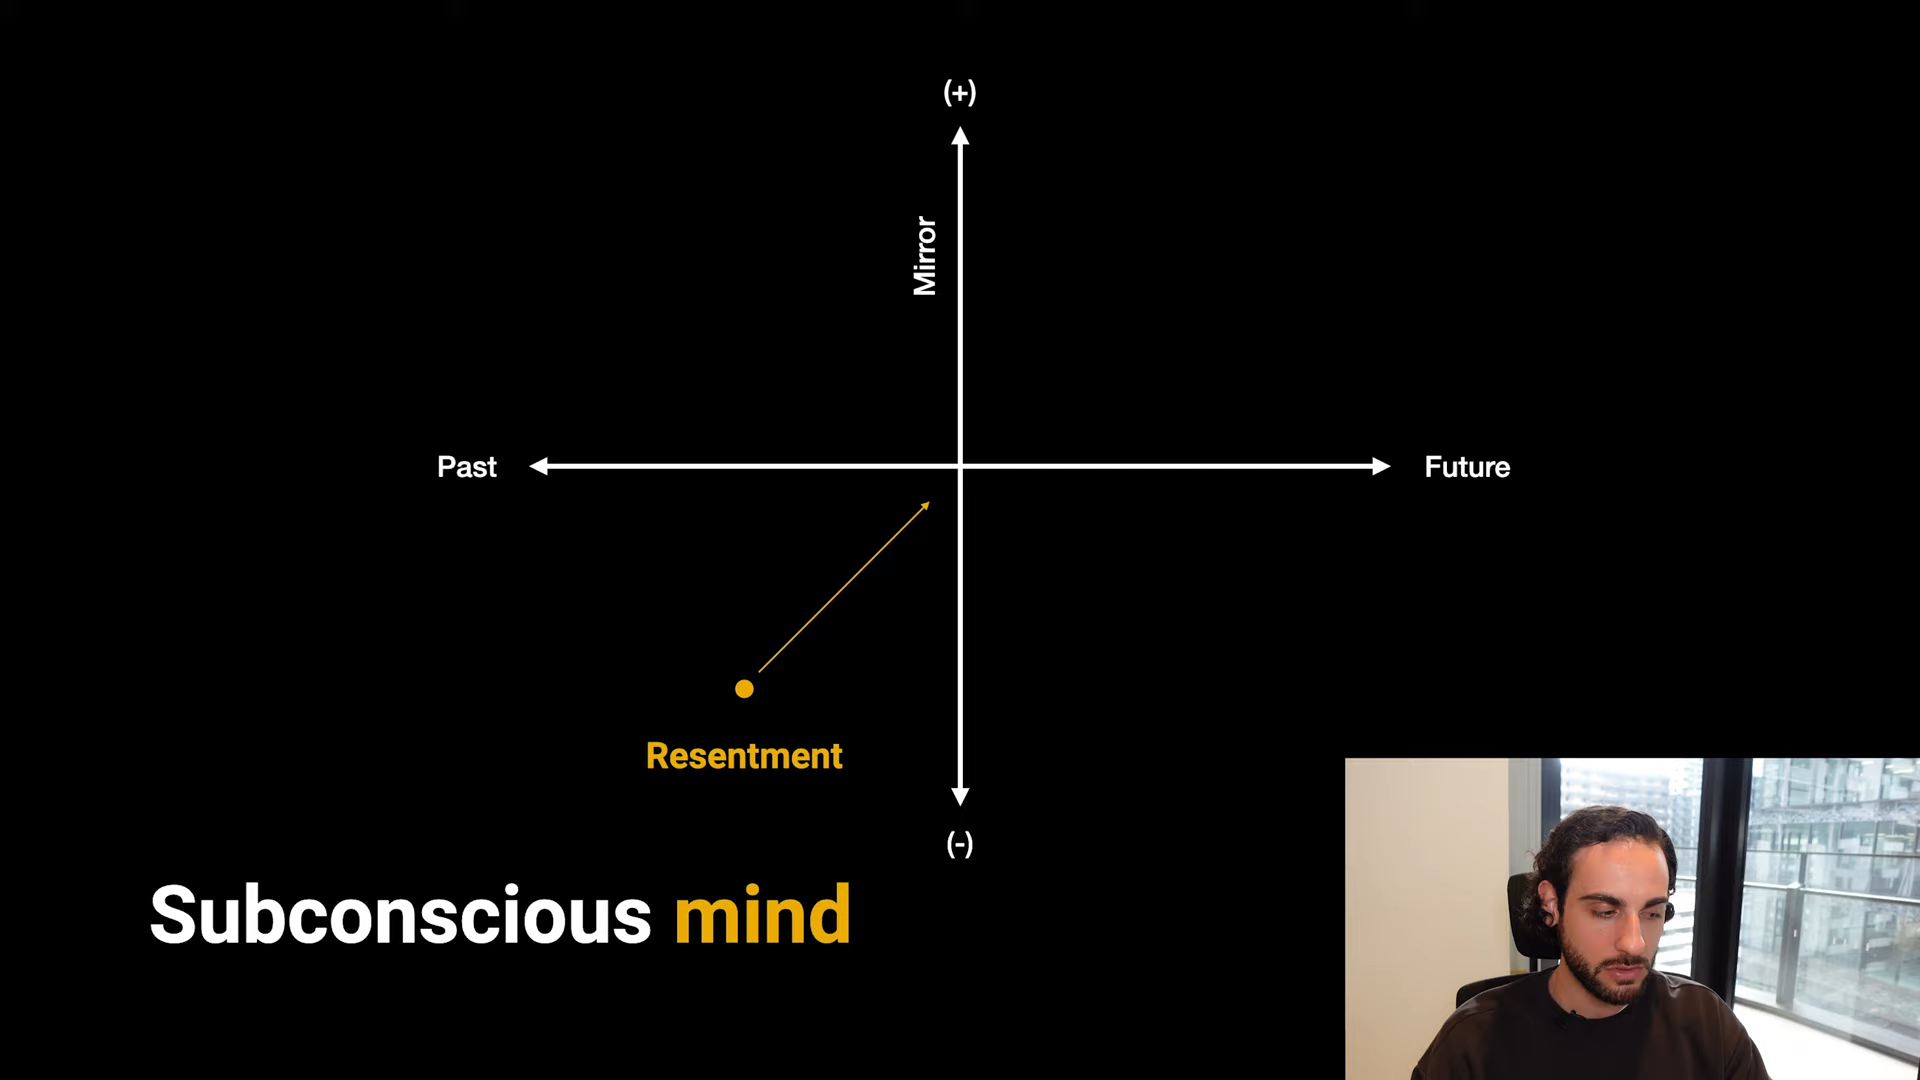 (+)
Mirror
Past
Future
Resentment
(-)
Subconscious mind